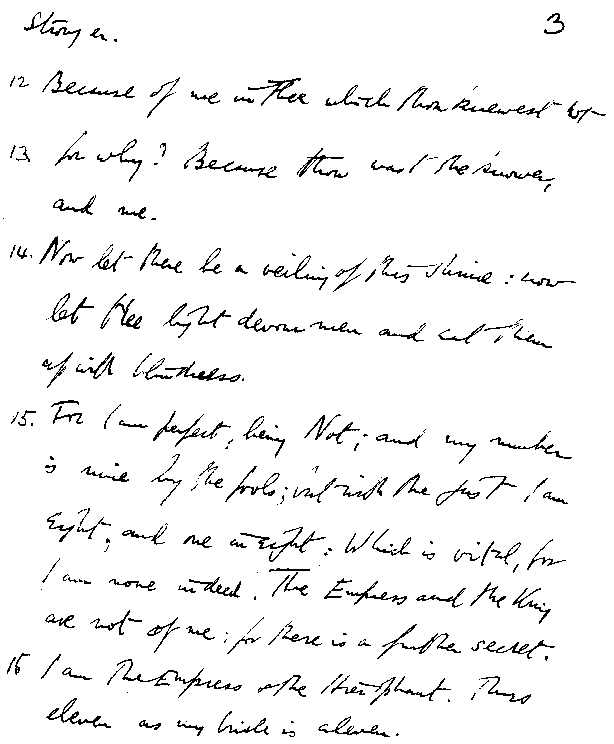 3
stronger.
12 Because of me in Thee which thou knewest not
13 for why? Because thou wast the knower,
and me.
14. Now let there be a veiling of this shrine: now
let the light devour men and eat them
up with blindness.
15. For I am perfect, being Not; and my number
is nine by the fools; but with the just I am
eight, and one in eight: Which is vital, for
I am none indeed. The Empress and the King
are not of me; for there is a further secret.
16 I am the Empress & the Hierophant. Thus
eleven as my bride is eleven.